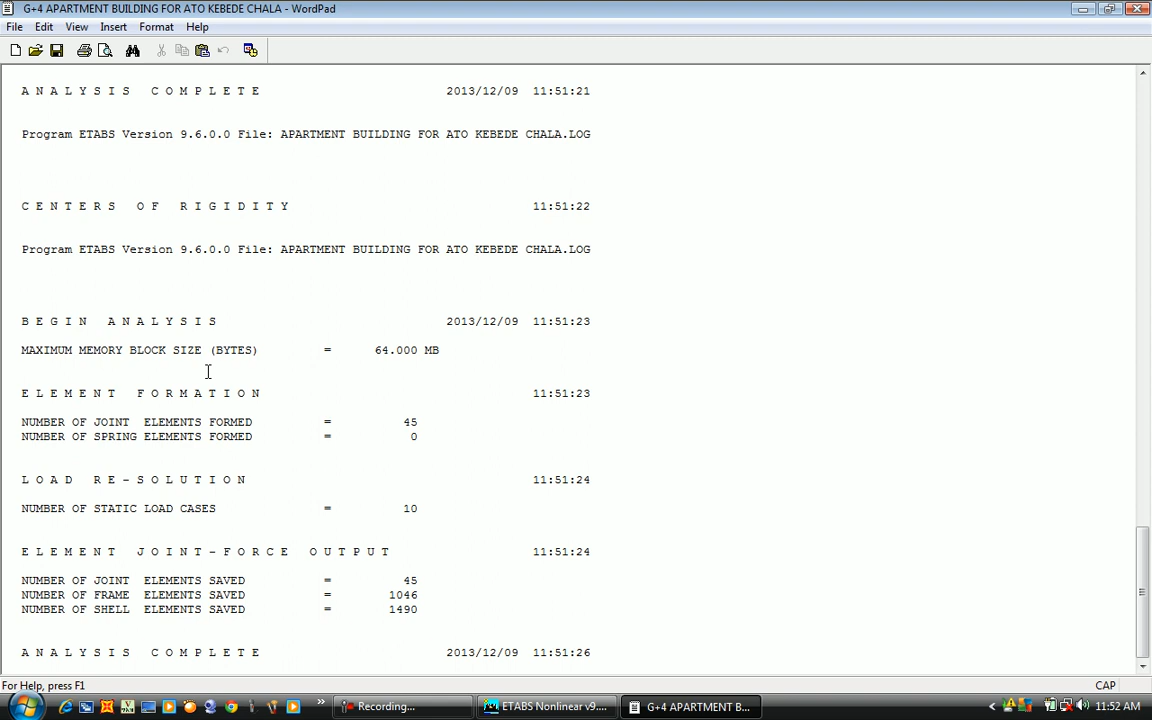 G+4 APARTMENT BUILDING FOR ATO KEBEDE CHALA - WordPad
File Edit View Insert Format Help
A N A L Y S I S   C O M P L E T E 2013/12/09 11:51:21
Program ETABS Version 9.6.0.0 File: APARTMENT BUILDING FOR ATO KEBEDE CHALA.LOG
C E N T E R S   O F   R I G I D I T Y 11:51:22
Program ETABS Version 9.6.0.0 File: APARTMENT BUILDING FOR ATO KEBEDE CHALA.LOG
B E G I N   A N A L Y S I S 2013/12/09 11:51:23
MAXIMUM MEMORY BLOCK SIZE (BYTES) = 64.000 MB
E L E M E N T   F O R M A T I O N 11:51:23
NUMBER OF JOINT ELEMENTS FORMED = 45
NUMBER OF SPRING ELEMENTS FORMED = 0
L O A D   R E - S O L U T I O N 11:51:24
NUMBER OF STATIC LOAD CASES = 10
E L E M E N T   J O I N T - F O R C E   O U T P U T 11:51:24
NUMBER OF JOINT ELEMENTS SAVED = 45
NUMBER OF FRAME ELEMENTS SAVED = 1046
NUMBER OF SHELL ELEMENTS SAVED = 1490
A N A L Y S I S   C O M P L E T E 2013/12/09 11:51:26
For Help, press F1 CAP
Recording... ETABS Nonlinear v9.... G+4 APARTMENT B... 11:52 AM